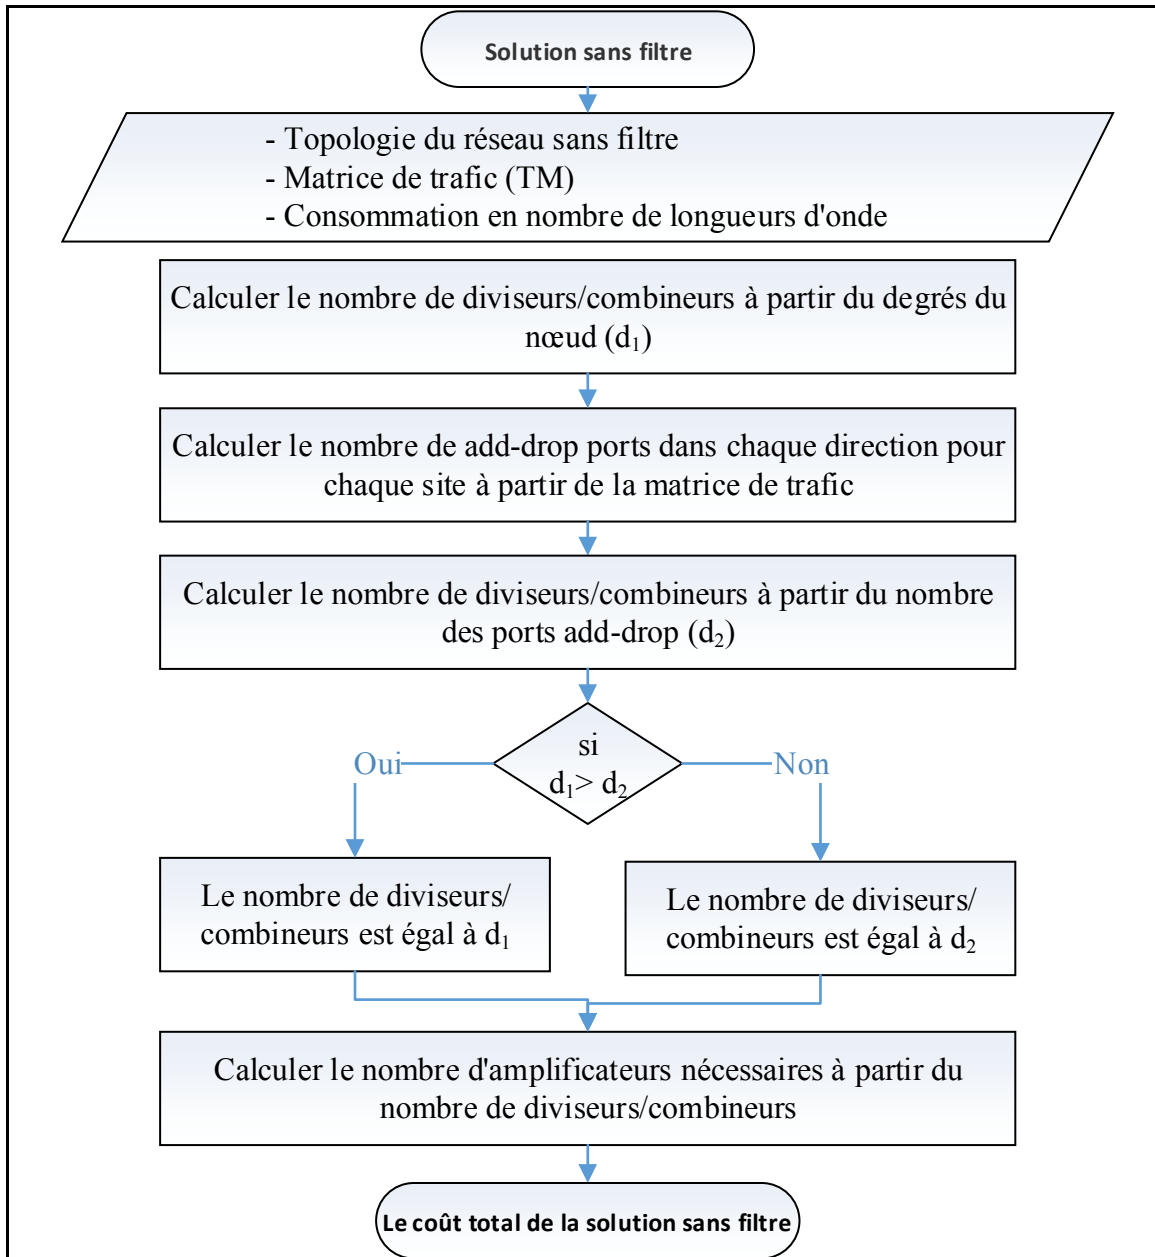 Solution sans filtre
- Topologie du réseau sans filtre
- Matrice de trafic (TM)
- Consommation en nombre de longueurs d'onde
Calculer le nombre de diviseurs/combineurs à partir du degrés du
nœud (d₁)
Calculer le nombre de add-drop ports dans chaque direction pour
chaque site à partir de la matrice de trafic
Calculer le nombre de diviseurs/combineurs à partir du nombre
des ports add-drop (d₂)
si
d₁> d₂
Oui
Non
Le nombre de diviseurs/
combineurs est égal à d₁
Le nombre de diviseurs/
combineurs est égal à d₂
Calculer le nombre d'amplificateurs nécessaires à partir du
nombre de diviseurs/combineurs
Le coût total de la solution sans filtre